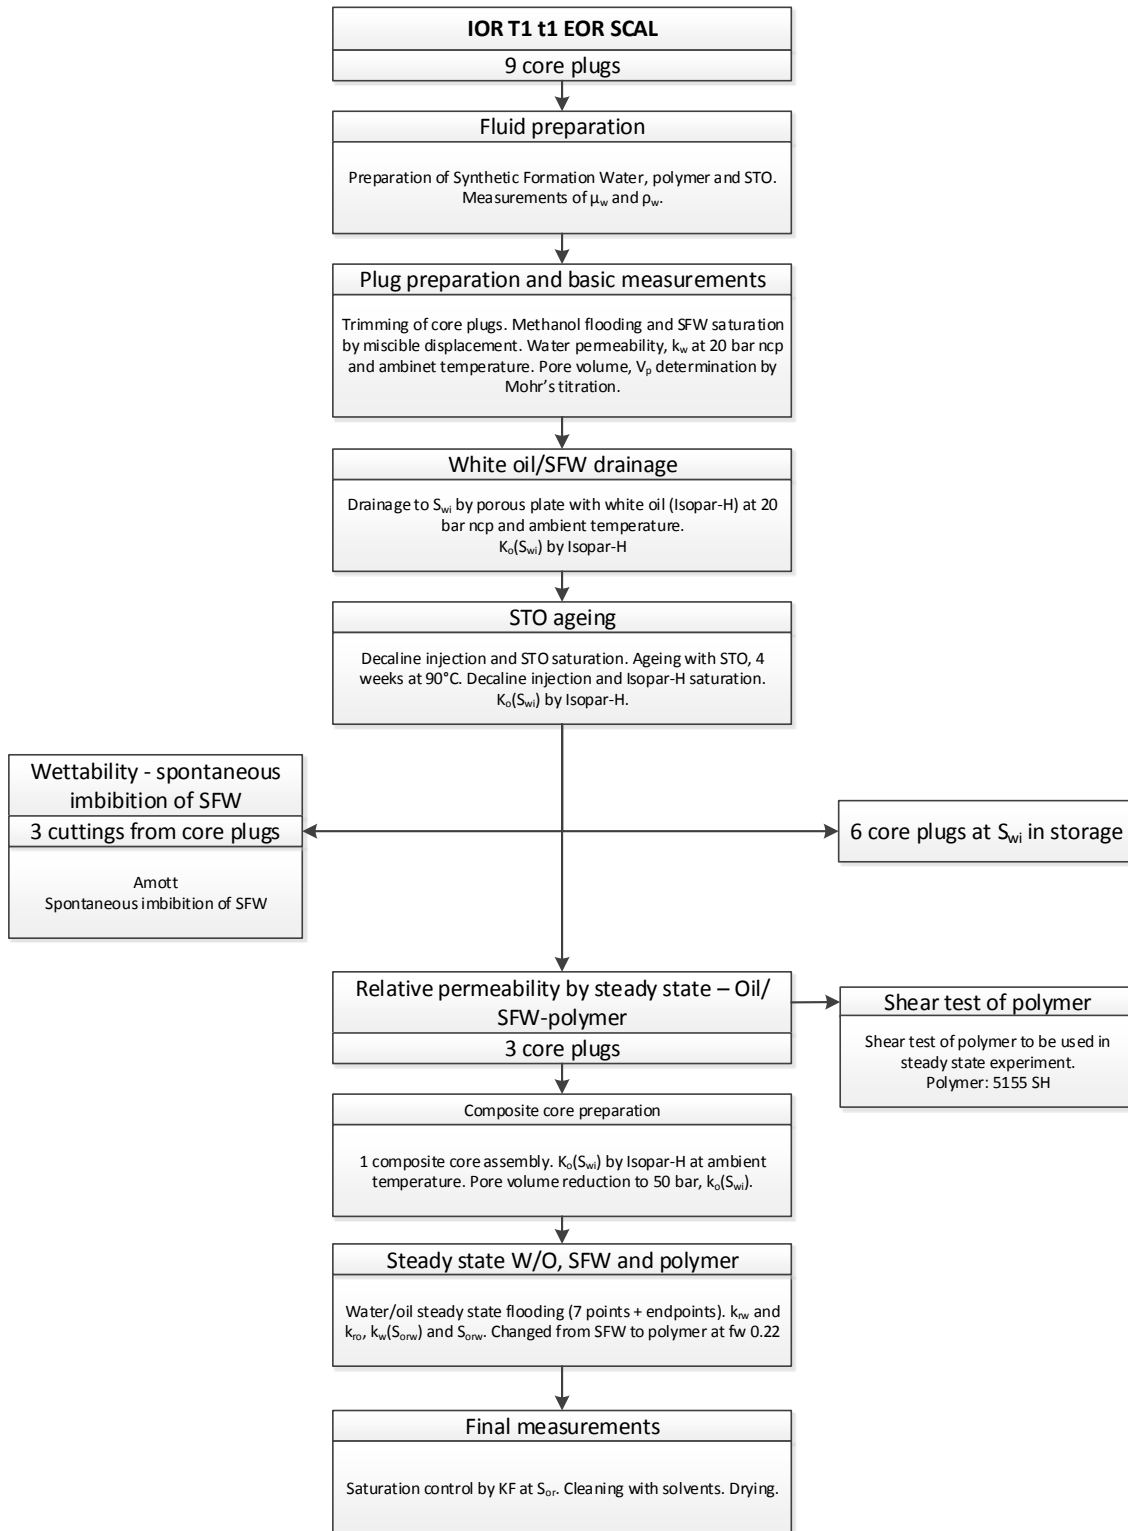 IOR T1 t1 EOR SCAL
9 core plugs
Fluid preparation
Preparation of Synthetic Formation Water, polymer and STO.
Measurements of μw and ρw.
Plug preparation and basic measurements
Trimming of core plugs. Methanol flooding and SFW saturation
by miscible displacement. Water permeability, kw at 20 bar ncp
and ambinet temperature. Pore volume, Vp determination by
Mohr's titration.
White oil/SFW drainage
Drainage to Swi by porous plate with white oil (Isopar-H) at 20
bar ncp and ambient temperature.
Ko(Swi) by Isopar-H
STO ageing
Decaline injection and STO saturation. Ageing with STO, 4
weeks at 90°C. Decaline injection and Isopar-H saturation.
Ko(Swi) by Isopar-H.
Wettability - spontaneous
imbibition of SFW
3 cuttings from core plugs
Amott
Spontaneous imbibition of SFW
6 core plugs at Swi in storage
Relative permeability by steady state – Oil/
SFW-polymer
3 core plugs
Shear test of polymer
Shear test of polymer to be used in
steady state experiment.
Polymer: 5155 SH
Composite core preparation
1 composite core assembly. Ko(Swi) by Isopar-H at ambient
temperature. Pore volume reduction to 50 bar, ko(Swi).
Steady state W/O, SFW and polymer
Water/oil steady state flooding (7 points + endpoints). krw and
kro, kw(Sorw) and Sorw. Changed from SFW to polymer at fw 0.22
Final measurements
Saturation control by KF at Sor. Cleaning with solvents. Drying.